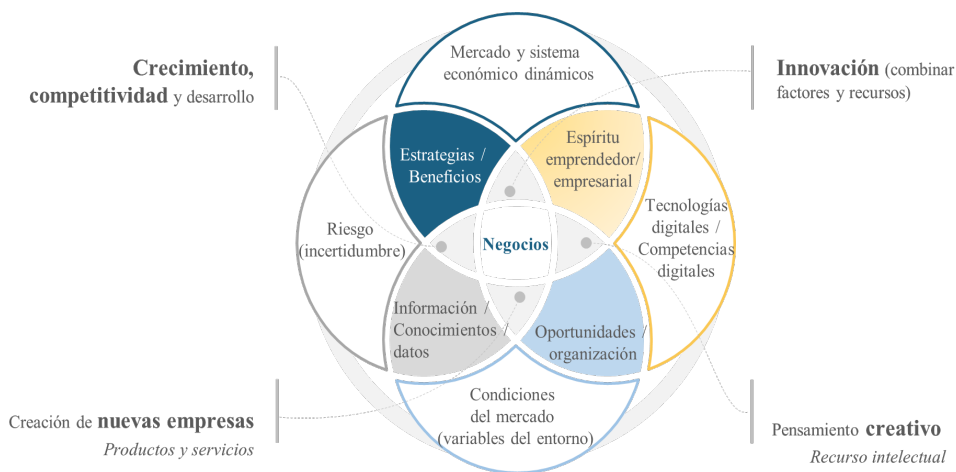 Crecimiento,
competitividad y desarrollo
Mercado y sistema
económico dinámicos
Innovación (combinar
factores y recursos)
Estrategias /
Beneficios
Espíritu
emprendedor/
empresarial
Riesgo
(incertidumbre)
Negocios
Tecnologías
digitales /
Competencias
digitales
Información /
Conocimientos /
datos
Oportunidades /
organización
Creación de nuevas empresas
Productos y servicios
Condiciones
del mercado
(variables del entorno)
Pensamiento creativo
Recurso intelectual